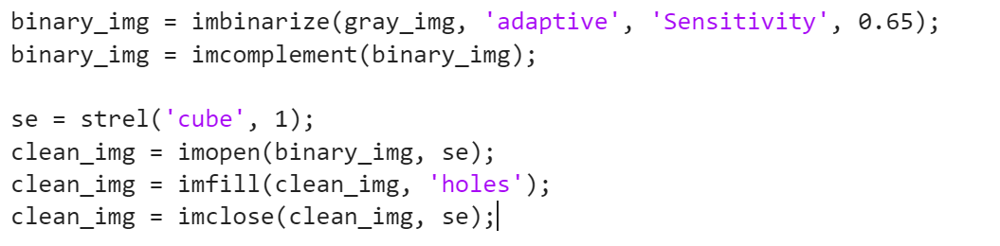 binary_img = imbinarize(gray_img, 'adaptive', 'Sensitivity', 0.65);
binary_img = imcomplement(binary_img);
se = strel('cube', 1);
clean_img = imopen(binary_img, se);
clean_img = imfill(clean_img, 'holes');
clean_img = imclose(clean_img, se);